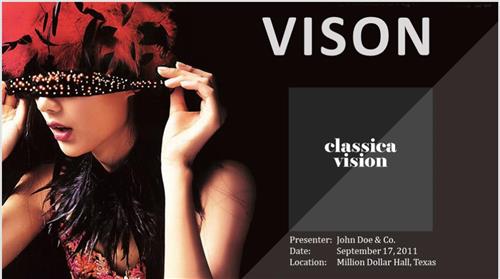 VISON
classica
vision
Presenter: John Doe & Co.
Date: September 17, 2011
Location: Million Dollar Hall, Texas